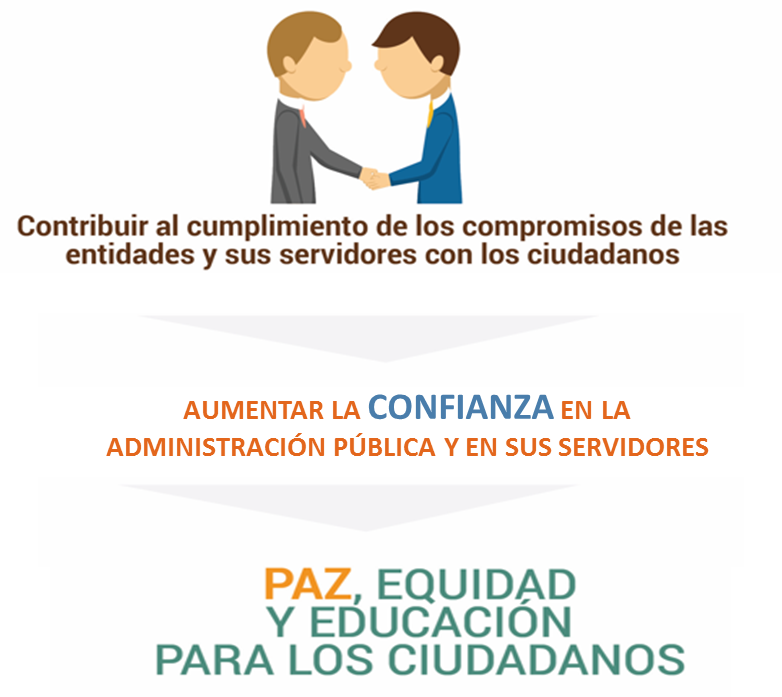 Contribuir al cumplimiento de los compromisos de las
entidades y sus servidores con los ciudadanos
AUMENTAR LA CONFIANZA EN LA
ADMINISTRACIÓN PÚBLICA Y EN SUS SERVIDORES
PAZ, EQUIDAD
Y EDUCACIÓN
PARA LOS CIUDADANOS